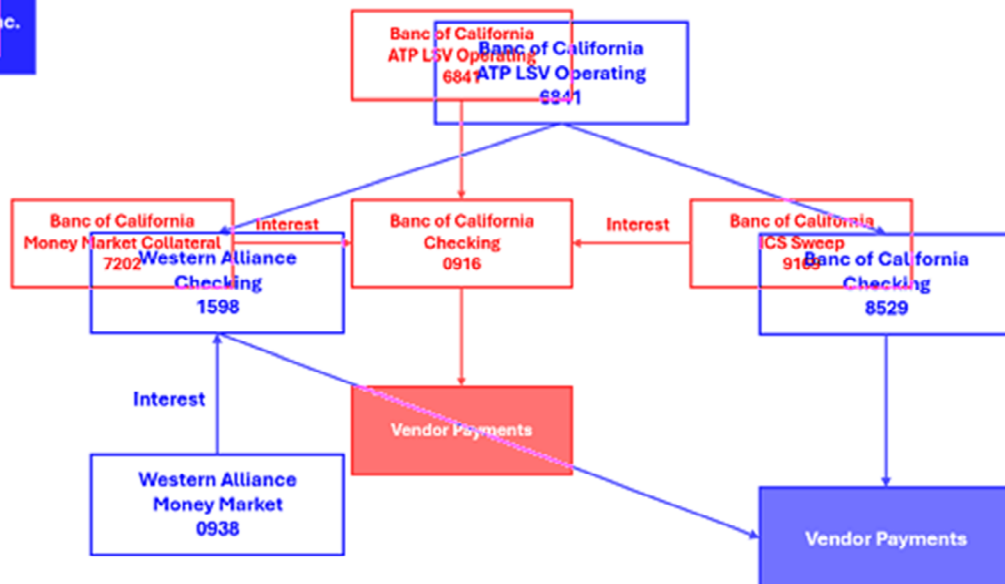 nc.
Banc of California
ATP LSV Operating
6841
Banc of California
ATP LSV Operating
6841
Banc of California
Money Market Collateral
7202
Interest
Banc of California
Checking
0916
Interest
Banc of California
ICS Sweep
Western Alliance
Checking
1598
Banc of California
Checking
8529
Interest
Vendor Payments
Western Alliance
Money Market
0938
Vendor Payments